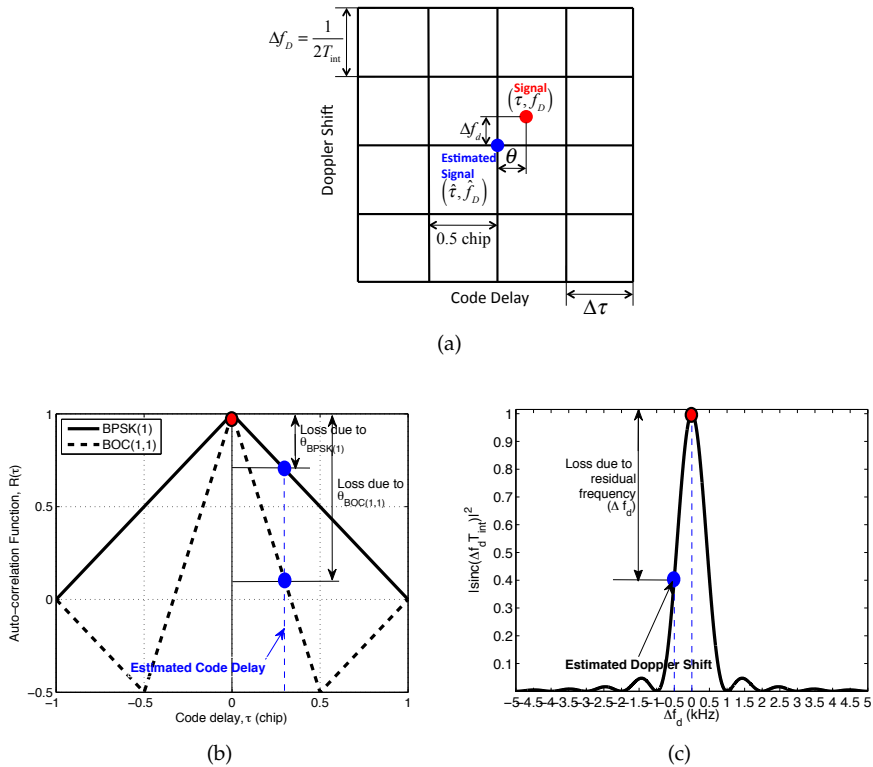 Δf_D = 1 / 2T_int
Doppler Shift
Signal
(τ, f_D)
Δf_d
Estimated
Signal
θ
(τ̂, f̂_D)
0.5 chip
Code Delay
Δτ
(a)
BPSK(1)
BOC(1,1)
Loss due to
θ_BPSK(1)
Loss due to
θ_BOC(1,1)
Estimated Code Delay
Auto−correlation Function, R(τ)
1
0.5
0
−0.5
−1 −0.5 0 0.5 1
Code delay, τ (chip)
(b)
Loss due to
residual
frequency
(Δ f_d)
Estimated Doppler Shift
|sinc(Δf_d T_int)|²
1
0.9
0.8
0.7
0.6
0.5
0.4
0.3
0.2
0.1
−5−4.5−4−3.5−3−2.5−2−1.5−1−0.5 0 0.5 1 1.5 2 2.5 3 3.5 4 4.5 5
Δf_d (kHz)
(c)